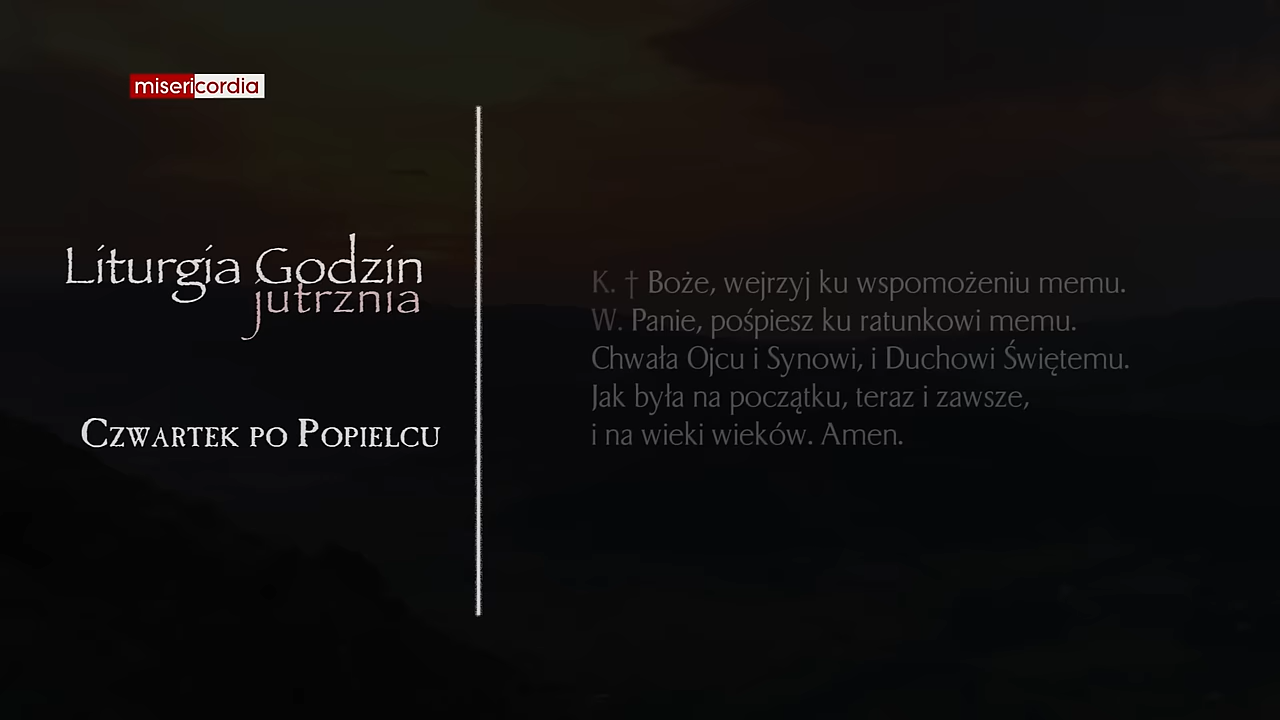 misericordia
Liturgia Godzin
jutrznia
Czwartek po Popielcu
K. † Boże, wejrzyj ku wspomożeniu memu.
W. Panie, pośpiesz ku ratunkowi memu.
Chwała Ojcu i Synowi, i Duchowi Świętemu.
Jak była na początku, teraz i zawsze,
i na wieki wieków. Amen.